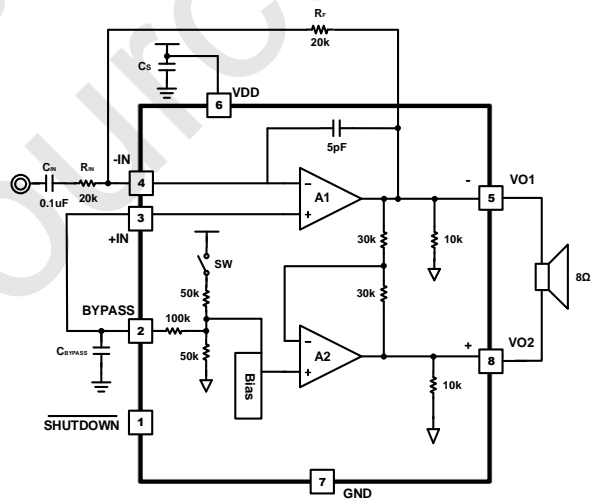 RF
20k
CS
6
VDD
5pF
CIN
RIN
-IN
4
0.1uF
20k
3
+IN
A1
-
5
VO1
SW
30k
10k
50k
8Ω
BYPASS
2
100k
30k
50k
CBYPASS
Bias
A2
+
8
VO2
10k
SHUTDOWN
1
7
GND